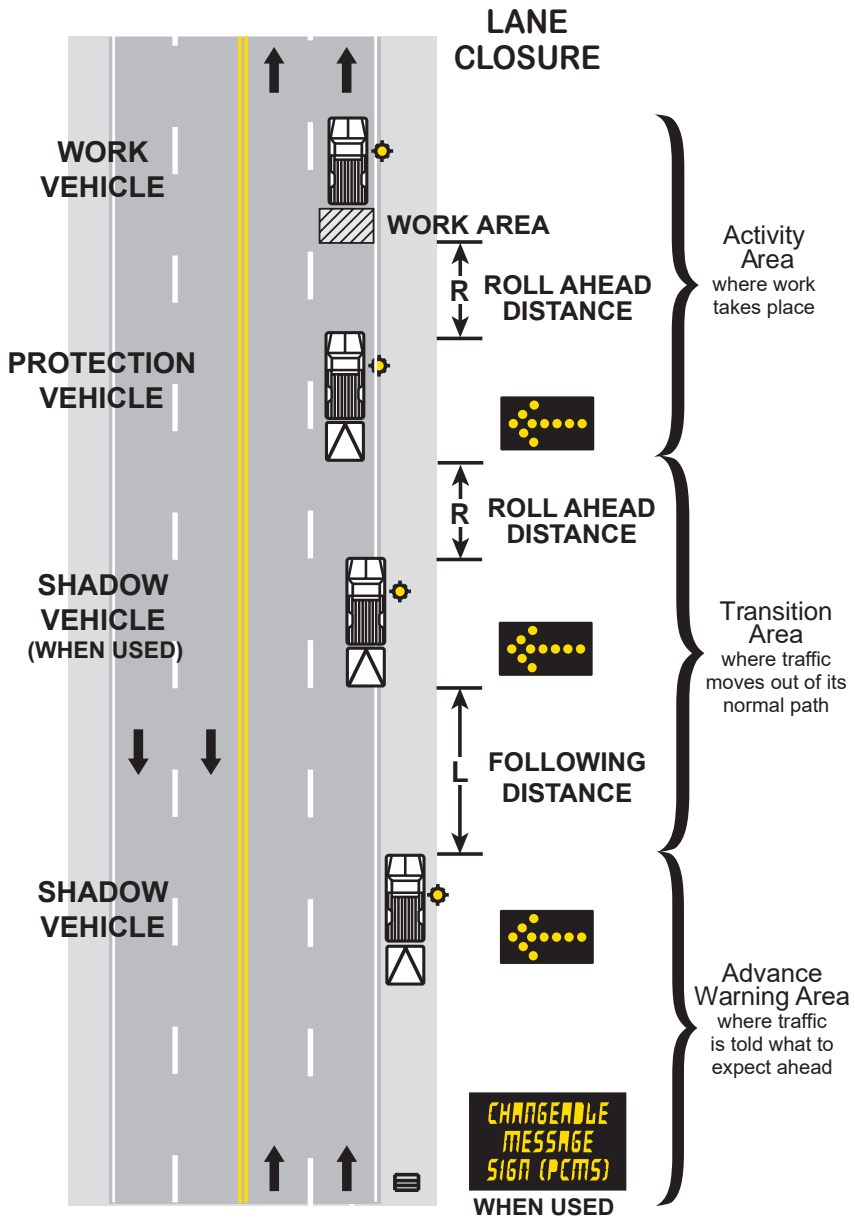 LANE
CLOSURE
WORK
VEHICLE
WORK AREA
R
ROLL AHEAD
DISTANCE
Activity
Area
where work
takes place
PROTECTION
VEHICLE
R
ROLL AHEAD
DISTANCE
SHADOW
VEHICLE
(WHEN USED)
Transition
Area
where traffic
moves out of its
normal path
L
FOLLOWING
DISTANCE
SHADOW
VEHICLE
Advance
Warning Area
where traffic
is told what to
expect ahead
CHANGEABLE
MESSAGE
SIGN (PCMS)
WHEN USED